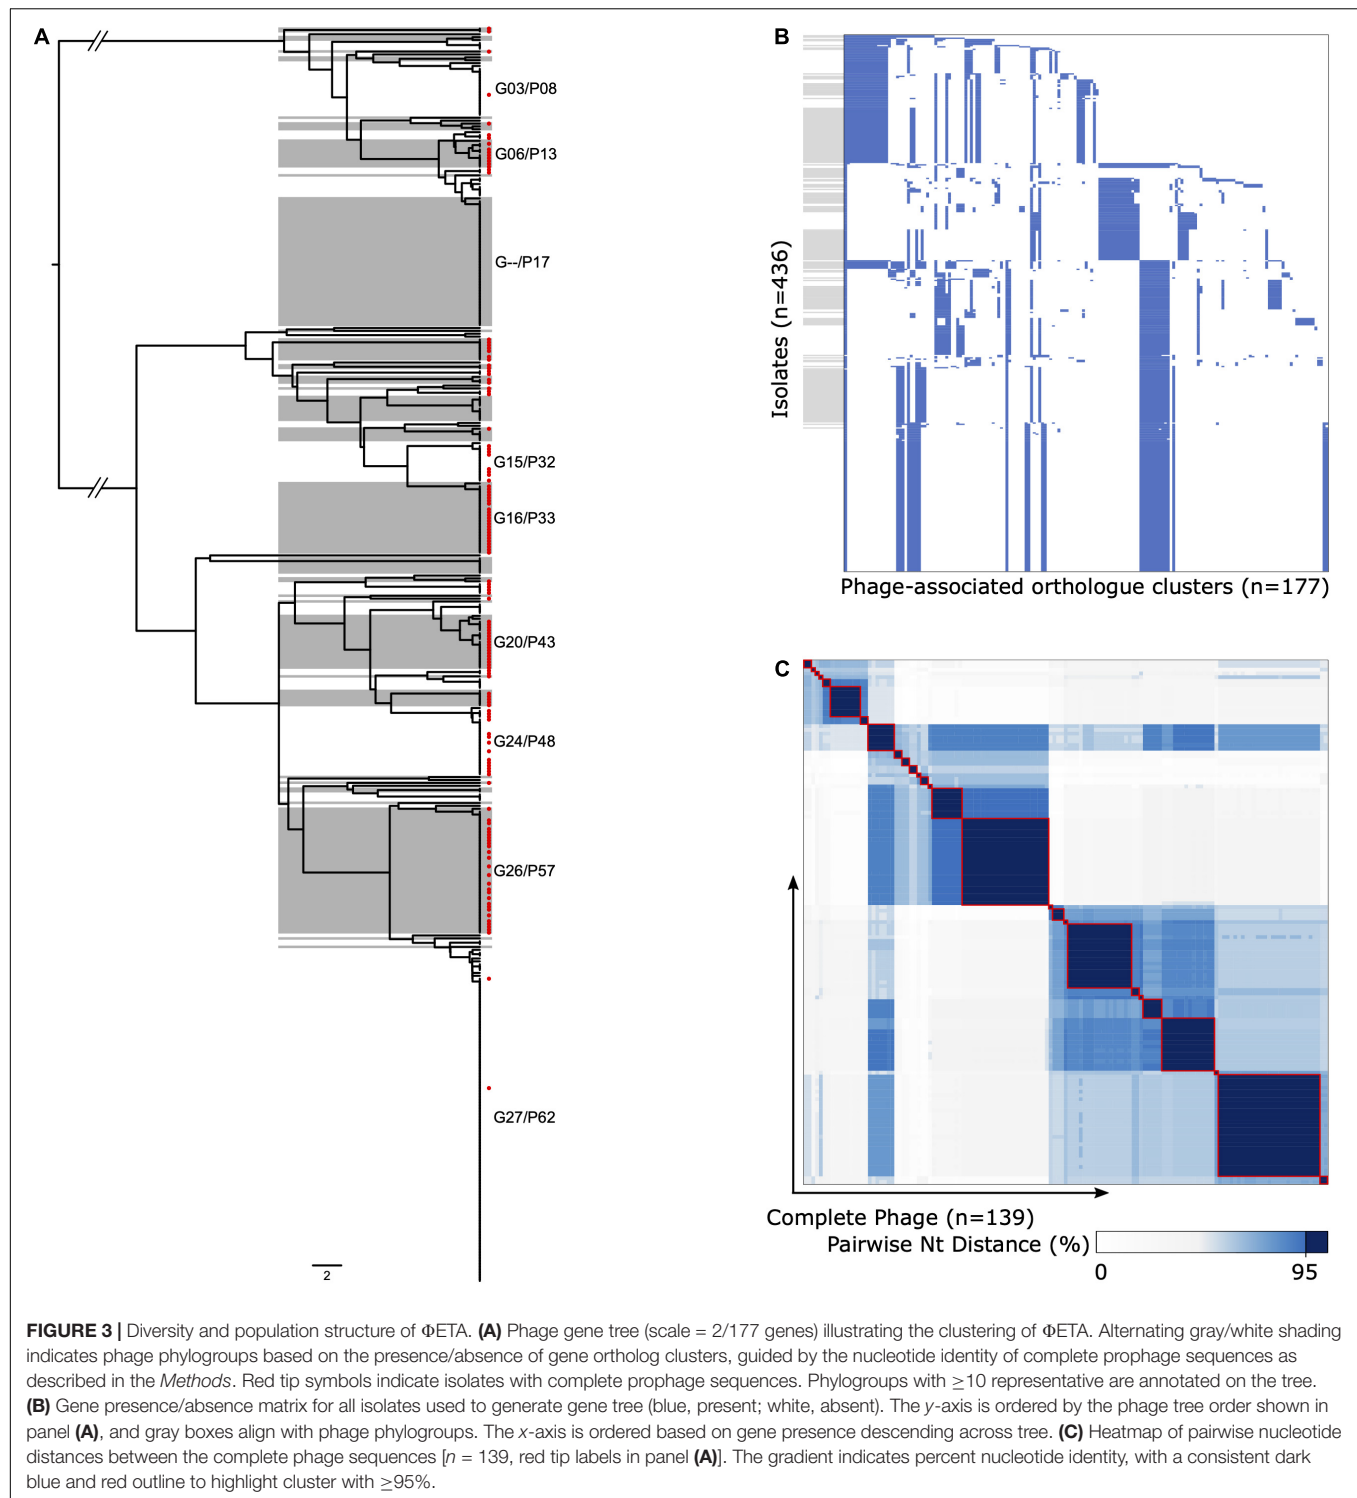 A
G03/P08
G06/P13
G--/P17
G15/P32
G16/P33
G20/P43
G24/P48
G26/P57
G27/P62
2
B
Isolates (n=436)
Phage-associated orthologue clusters (n=177)
C
Complete Phage (n=139)
Pairwise Nt Distance (%)
0
95
FIGURE 3 | Diversity and population structure of ΦETA. (A) Phage gene tree (scale = 2/177 genes) illustrating the clustering of ΦETA. Alternating gray/white shading
indicates phage phylogroups based on the presence/absence of gene ortholog clusters, guided by the nucleotide identity of complete prophage sequences as
described in the Methods. Red tip symbols indicate isolates with complete prophage sequences. Phylogroups with ≥10 representative are annotated on the tree.
(B) Gene presence/absence matrix for all isolates used to generate gene tree (blue, present; white, absent). The y-axis is ordered by the phage tree order shown in
panel (A), and gray boxes align with phage phylogroups. The x-axis is ordered based on gene presence descending across tree. (C) Heatmap of pairwise nucleotide
distances between the complete phage sequences [n = 139, red tip labels in panel (A)]. The gradient indicates percent nucleotide identity, with a consistent dark
blue and red outline to highlight cluster with ≥95%.